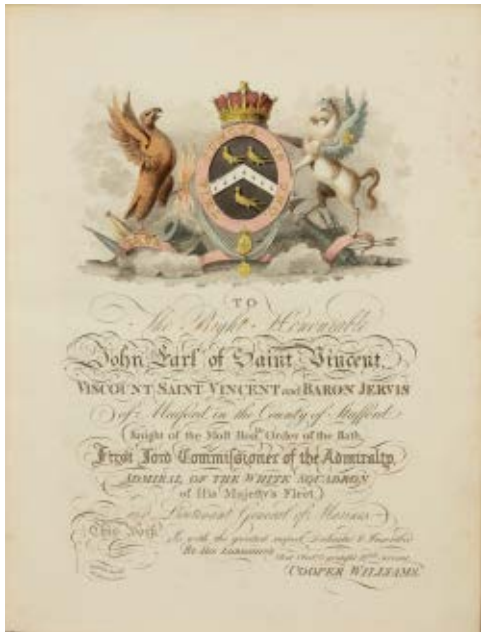 TO
The Right Honourable
John Earl of Saint Vincent,
VISCOUNT SAINT VINCENT and BARON JERVIS
of Meaford in the County of Stafford
Knight of the Most Honble. Order of the Bath,
First Lord Commiſsioner of the Admiralty,
ADMIRAL OF THE WHITE SQUADRON
of His Majesty's Fleet,
and Lieutenant General of Marines
This Work
Is with the greatest respect Dedicated & Inscribed
By His Lordship's
COOPER WILLIAMS.